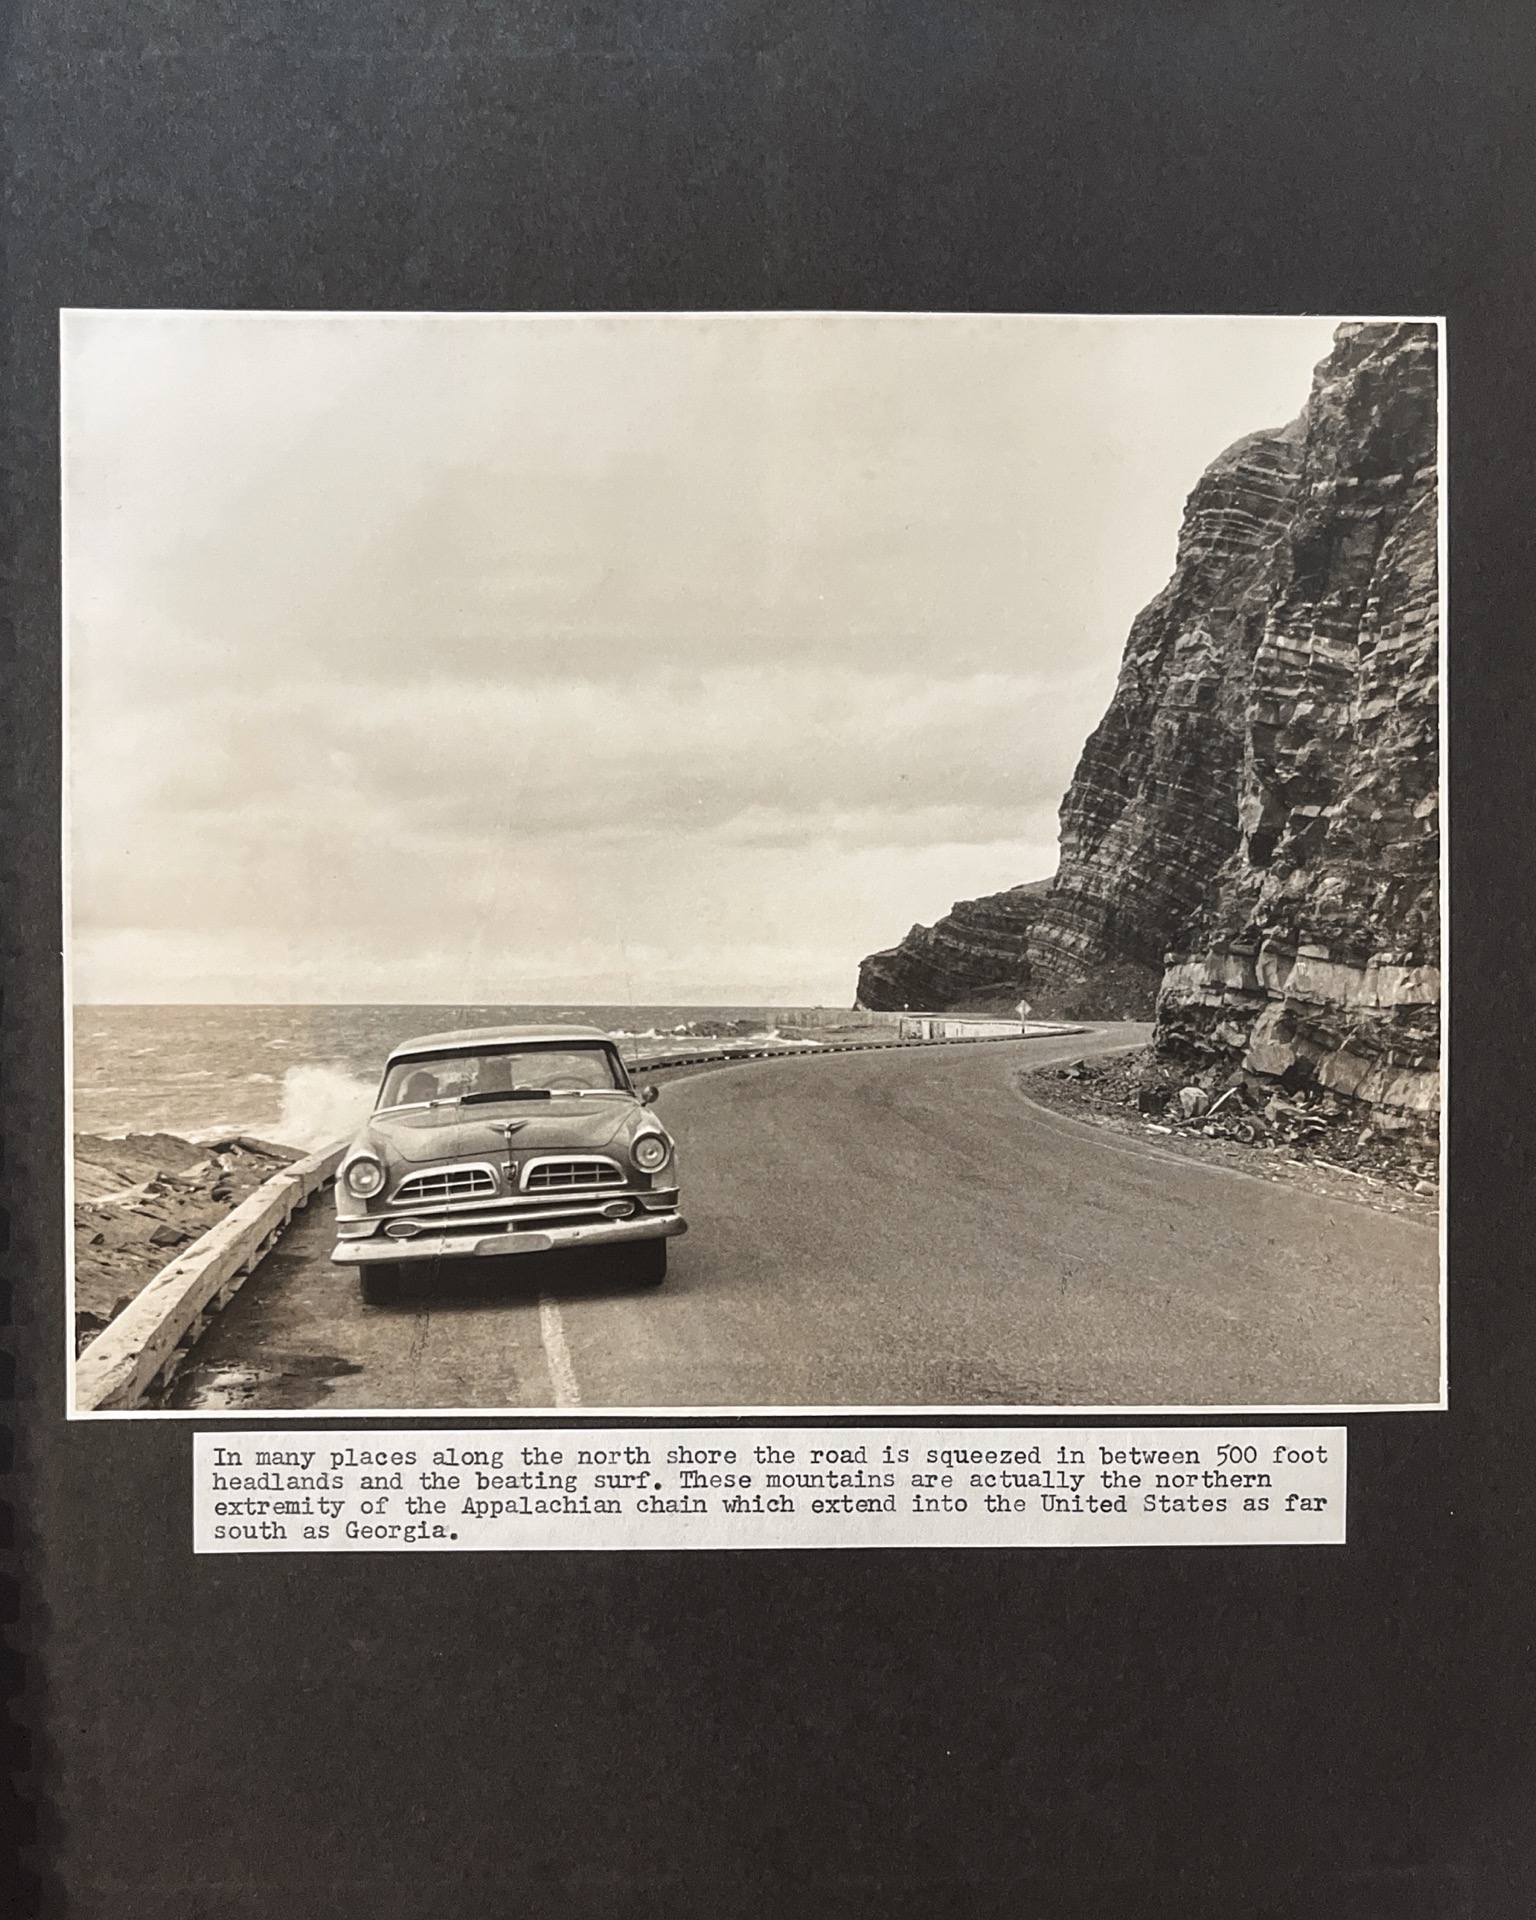 In many places along the north shore the road is squeezed in between 500 foot
headlands and the beating surf. These mountains are actually the northern
extremity of the Appalachian chain which extend into the United States as far
south as Georgia.